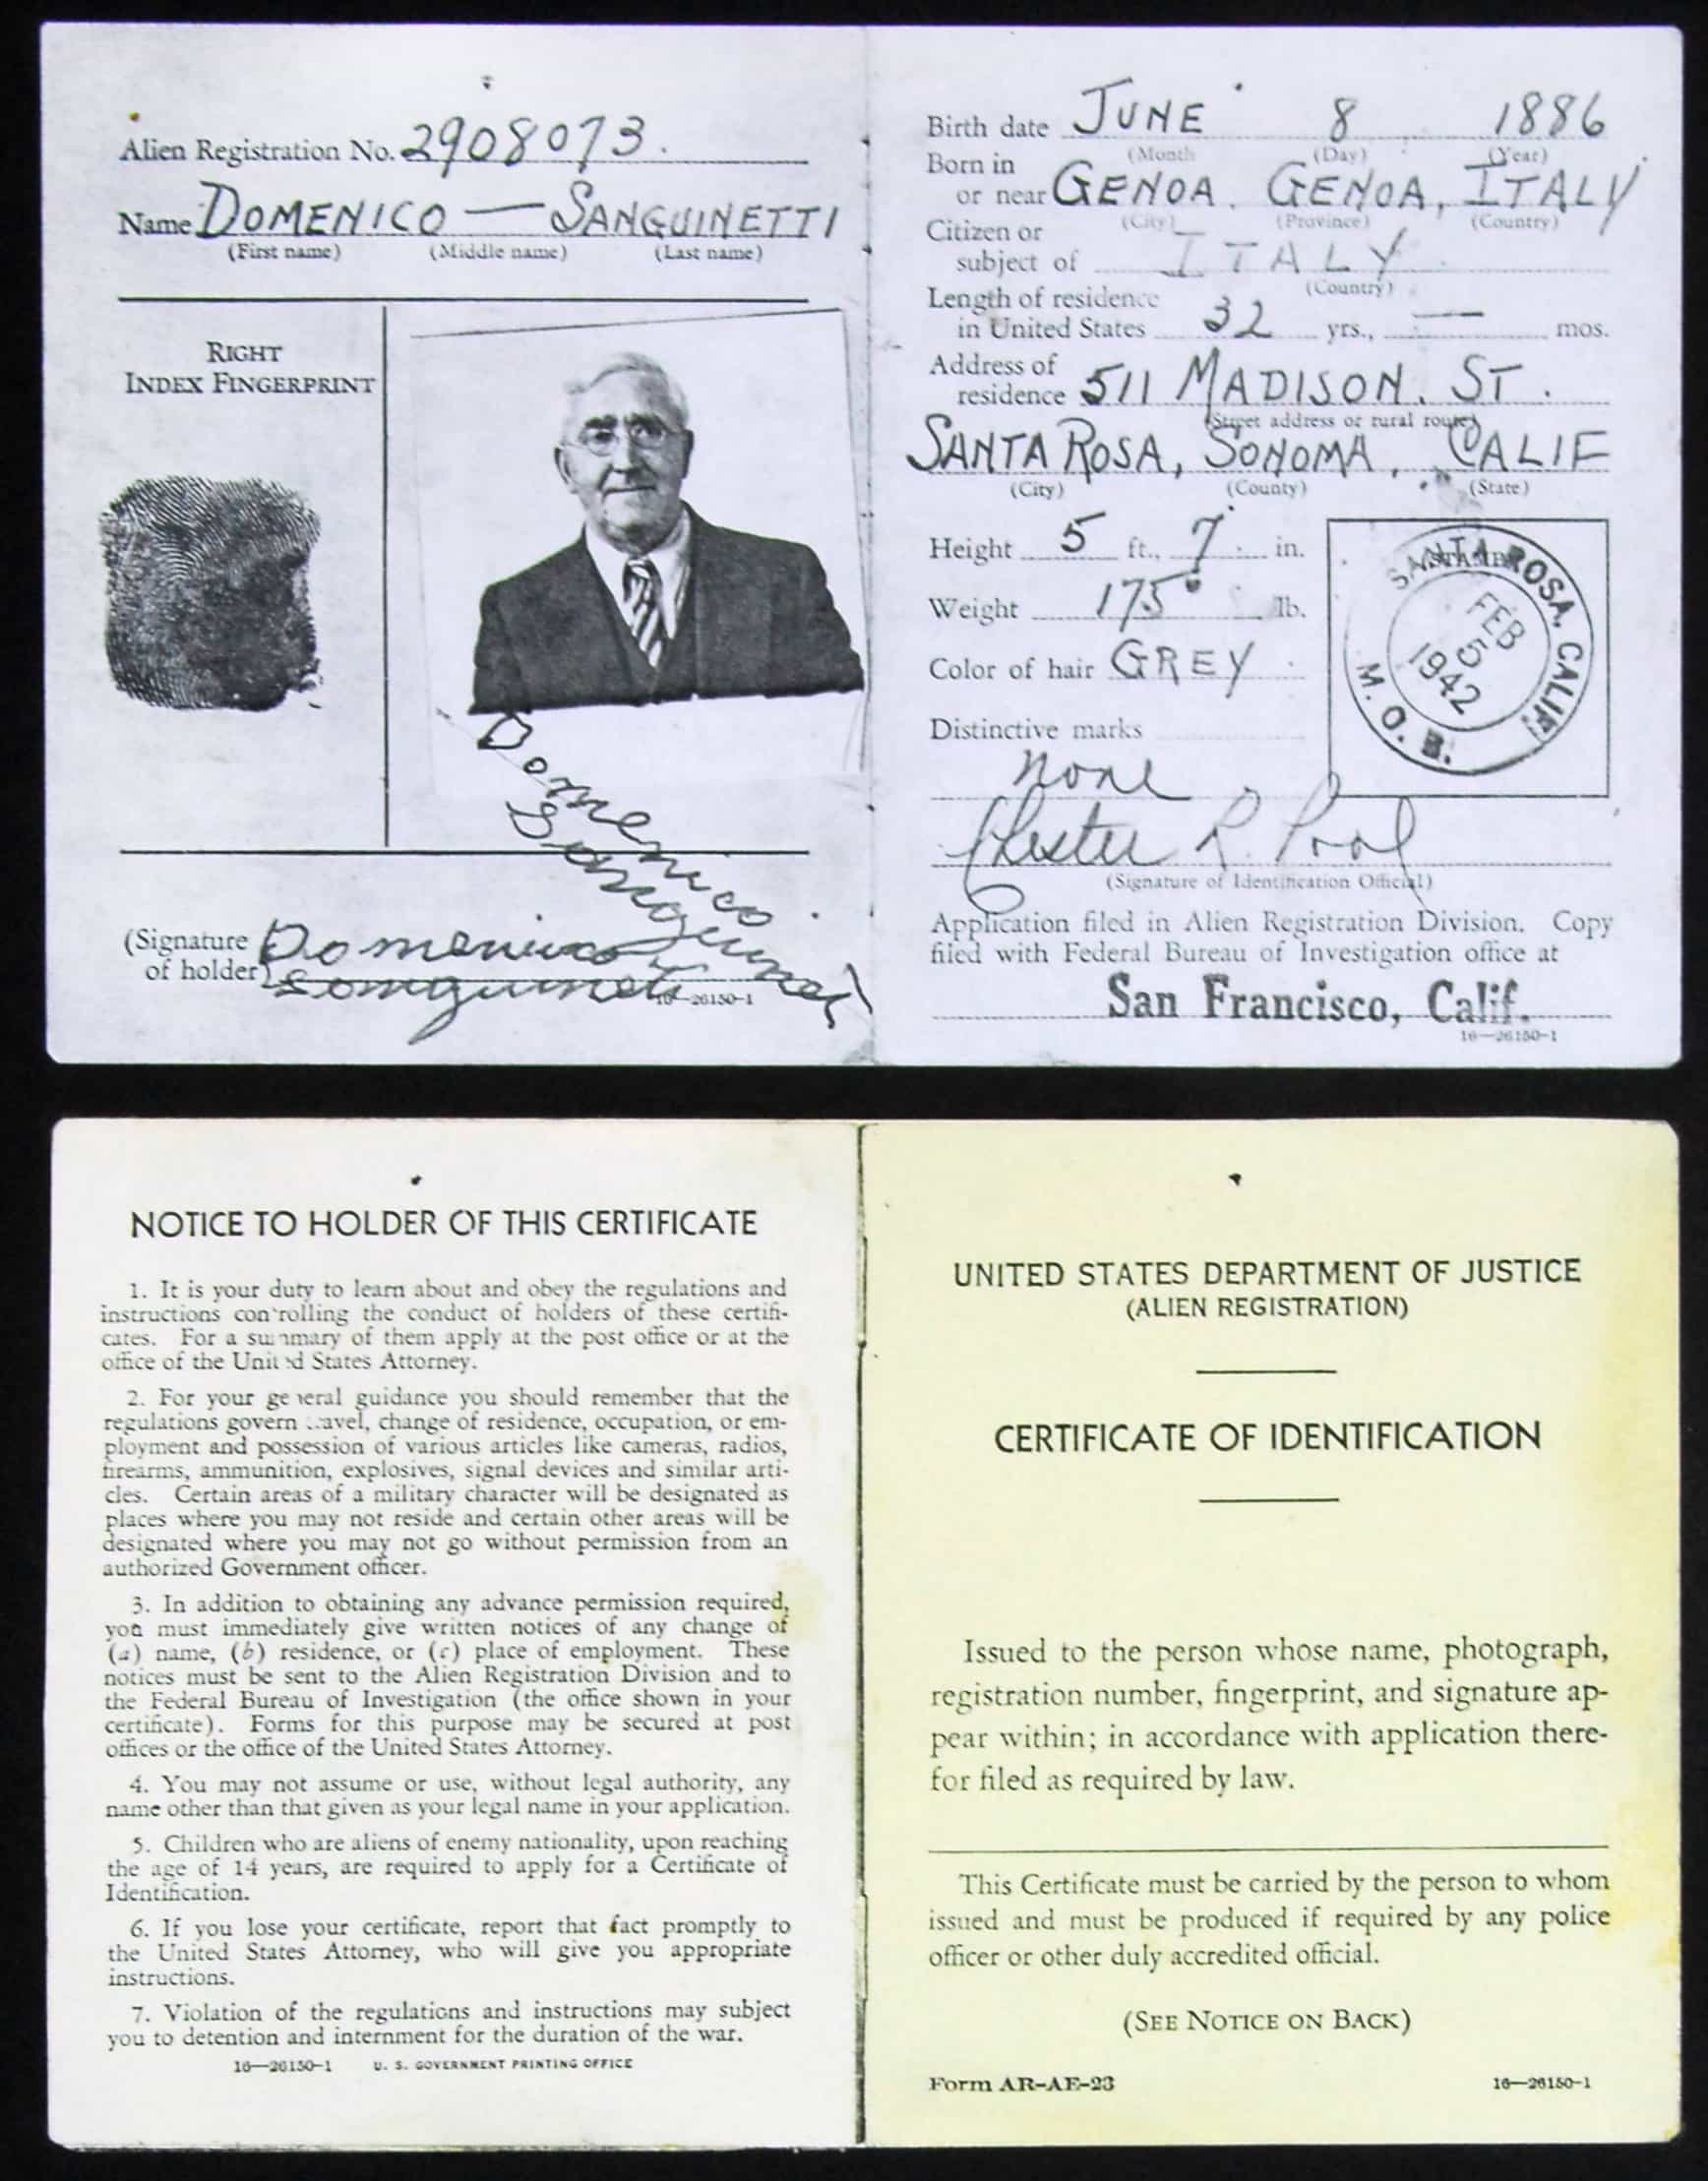 Alien Registration No. 2908073.
Name DOMENICO — SANGUINETTI
(First name) (Middle name) (Last name)
RIGHT
INDEX FINGERPRINT
Domenico
Sanguineti
(Signature
of holder) Domenico
Sanguineti
16—26150-1
Birth date JUNE 8 1886
(Month) (Day) (Year)
Born in
or near GENOA. GENOA, ITALY
(City) (Province) (Country)
Citizen or
subject of ITALY
(Country)
Length of residence
in United States 32 yrs., — mos.
Address of
residence 511 MADISON. ST.
(Street address or rural route)
SANTA ROSA, SONOMA, CALIF
(City) (County) (State)
Height 5 ft., 7 in.
Weight 175 lb.
Color of hair GREY
Distinctive marks
none
(STAMP)
SANTA ROSA, CALIF.
FEB
5
1942
M. O. B.
Chester R. Pool
(Signature of Identification Official)
Application filed in Alien Registration Division. Copy
filed with Federal Bureau of Investigation office at
San Francisco, Calif.
16—26150-1
NOTICE TO HOLDER OF THIS CERTIFICATE
1. It is your duty to learn about and obey the regulations and
instructions controlling the conduct of holders of these certifi-
cates. For a summary of them apply at the post office or at the
office of the United States Attorney.
2. For your general guidance you should remember that the
regulations govern travel, change of residence, occupation, or em-
ployment and possession of various articles like cameras, radios,
firearms, ammunition, explosives, signal devices and similar arti-
cles. Certain areas of a military character will be designated as
places where you may not reside and certain other areas will be
designated where you may not go without permission from an
authorized Government officer.
3. In addition to obtaining any advance permission required,
you must immediately give written notices of any change of
(a) name, (b) residence, or (c) place of employment. These
notices must be sent to the Alien Registration Division and to
the Federal Bureau of Investigation (the office shown in your
certificate). Forms for this purpose may be secured at post
offices or the office of the United States Attorney.
4. You may not assume or use, without legal authority, any
name other than that given as your legal name in your application.
5. Children who are aliens of enemy nationality, upon reaching
the age of 14 years, are required to apply for a Certificate of
Identification.
6. If you lose your certificate, report that fact promptly to
the United States Attorney, who will give you appropriate
instructions.
7. Violation of the regulations and instructions may subject
you to detention and internment for the duration of the war.
16—26150-1 U. S. GOVERNMENT PRINTING OFFICE
UNITED STATES DEPARTMENT OF JUSTICE
(ALIEN REGISTRATION)
CERTIFICATE OF IDENTIFICATION
Issued to the person whose name, photograph,
registration number, fingerprint, and signature ap-
pear within; in accordance with application there-
for filed as required by law.
This Certificate must be carried by the person to whom
issued and must be produced if required by any police
officer or other duly accredited official.
(SEE NOTICE ON BACK)
Form AR-AE-23 16—26150-1